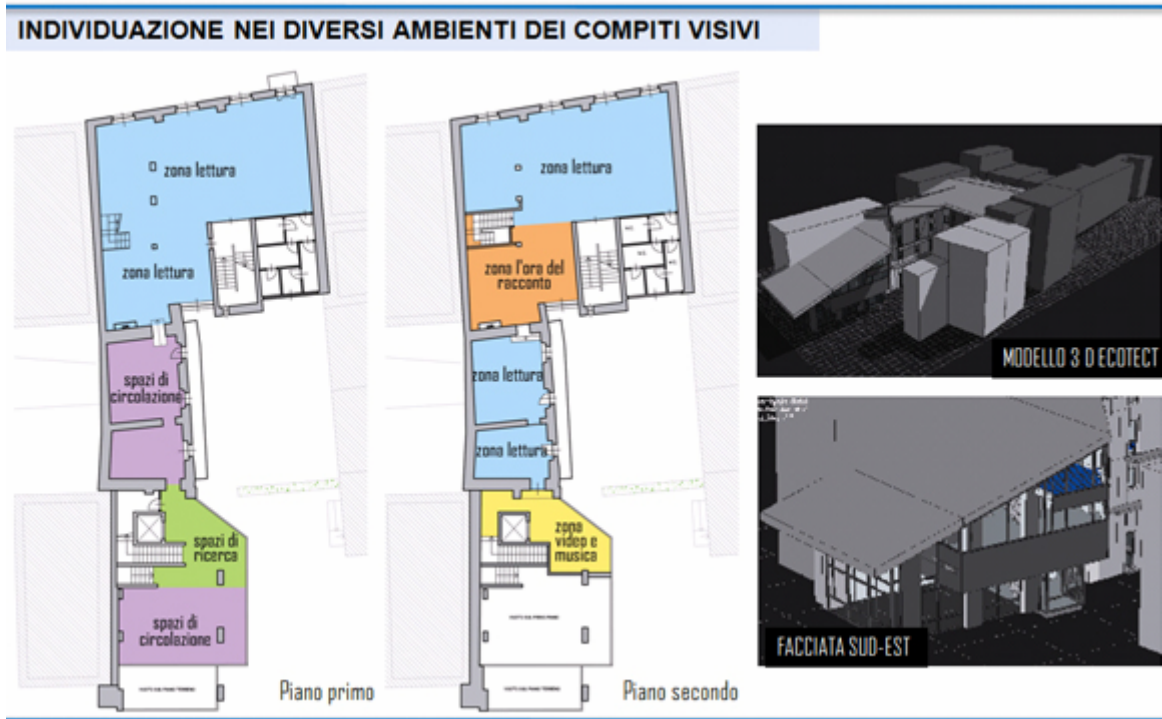 INDIVIDUAZIONE NEI DIVERSI AMBIENTI DEI COMPITI VISIVI
zona lettura
zona lettura
spazi di
circolazione
spazi di
ricerca
spazi di
circolazione
Piano primo
zona lettura
zona l'ora del
racconto
zona lettura
zona lettura
zona
video e
musica
Piano secondo
MODELLO 3 D ECOTECT
FACCIATA SUD-EST